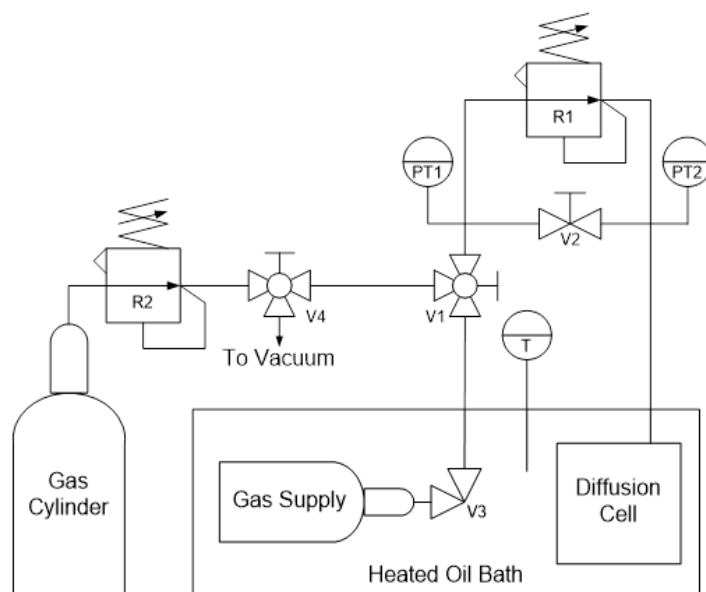 R1
PT1
PT2
V2
R2
V4
V1
To Vacuum
T
Gas
Cylinder
Gas Supply
V3
Diffusion
Cell
Heated Oil Bath